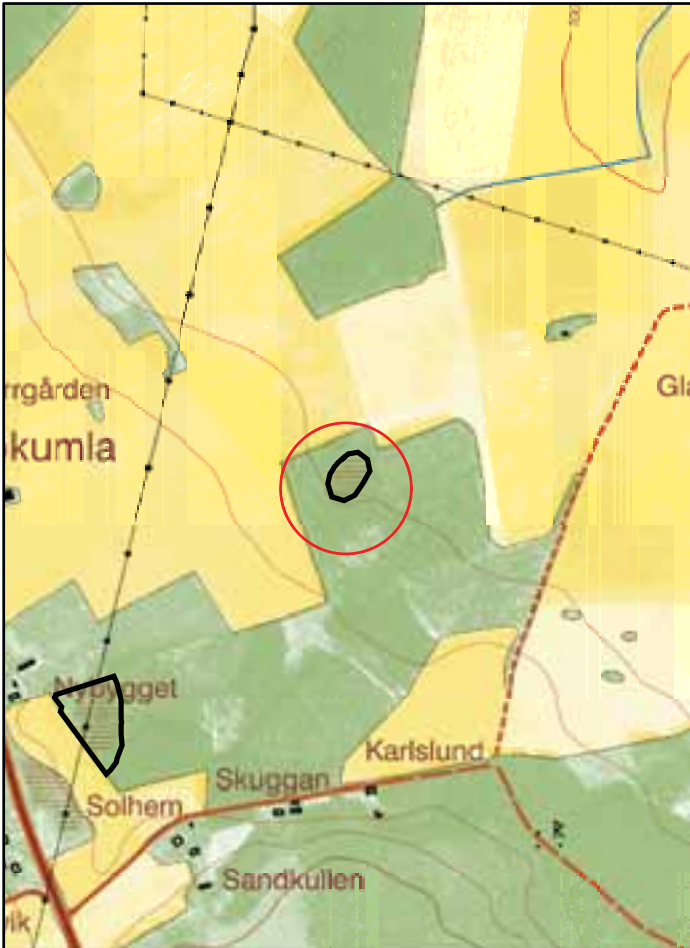 rrgården
Gla
kumla
Nybygget
Karlslund
Skuggan
Solhem
Sandkullen
vik